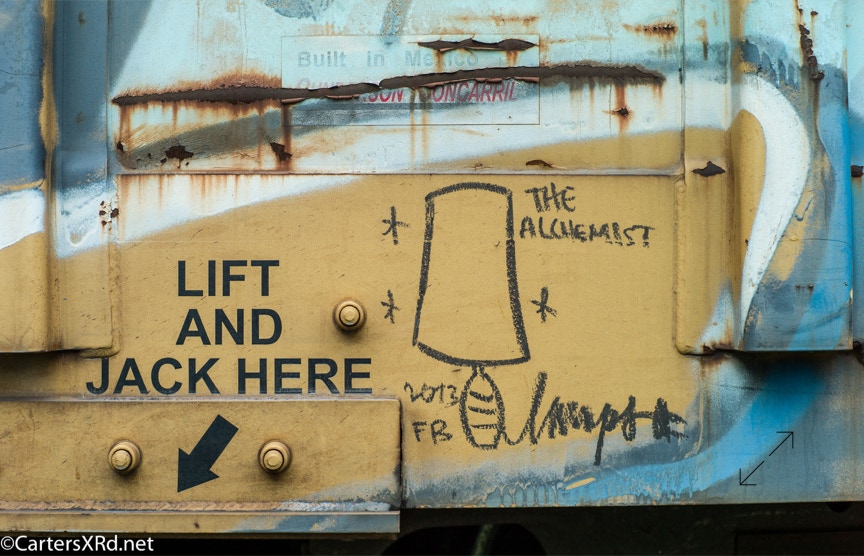 Built in Mexico
THE
ALCHEMIST
LIFT
AND
JACK HERE
2013
FB
©CartersXRd.net